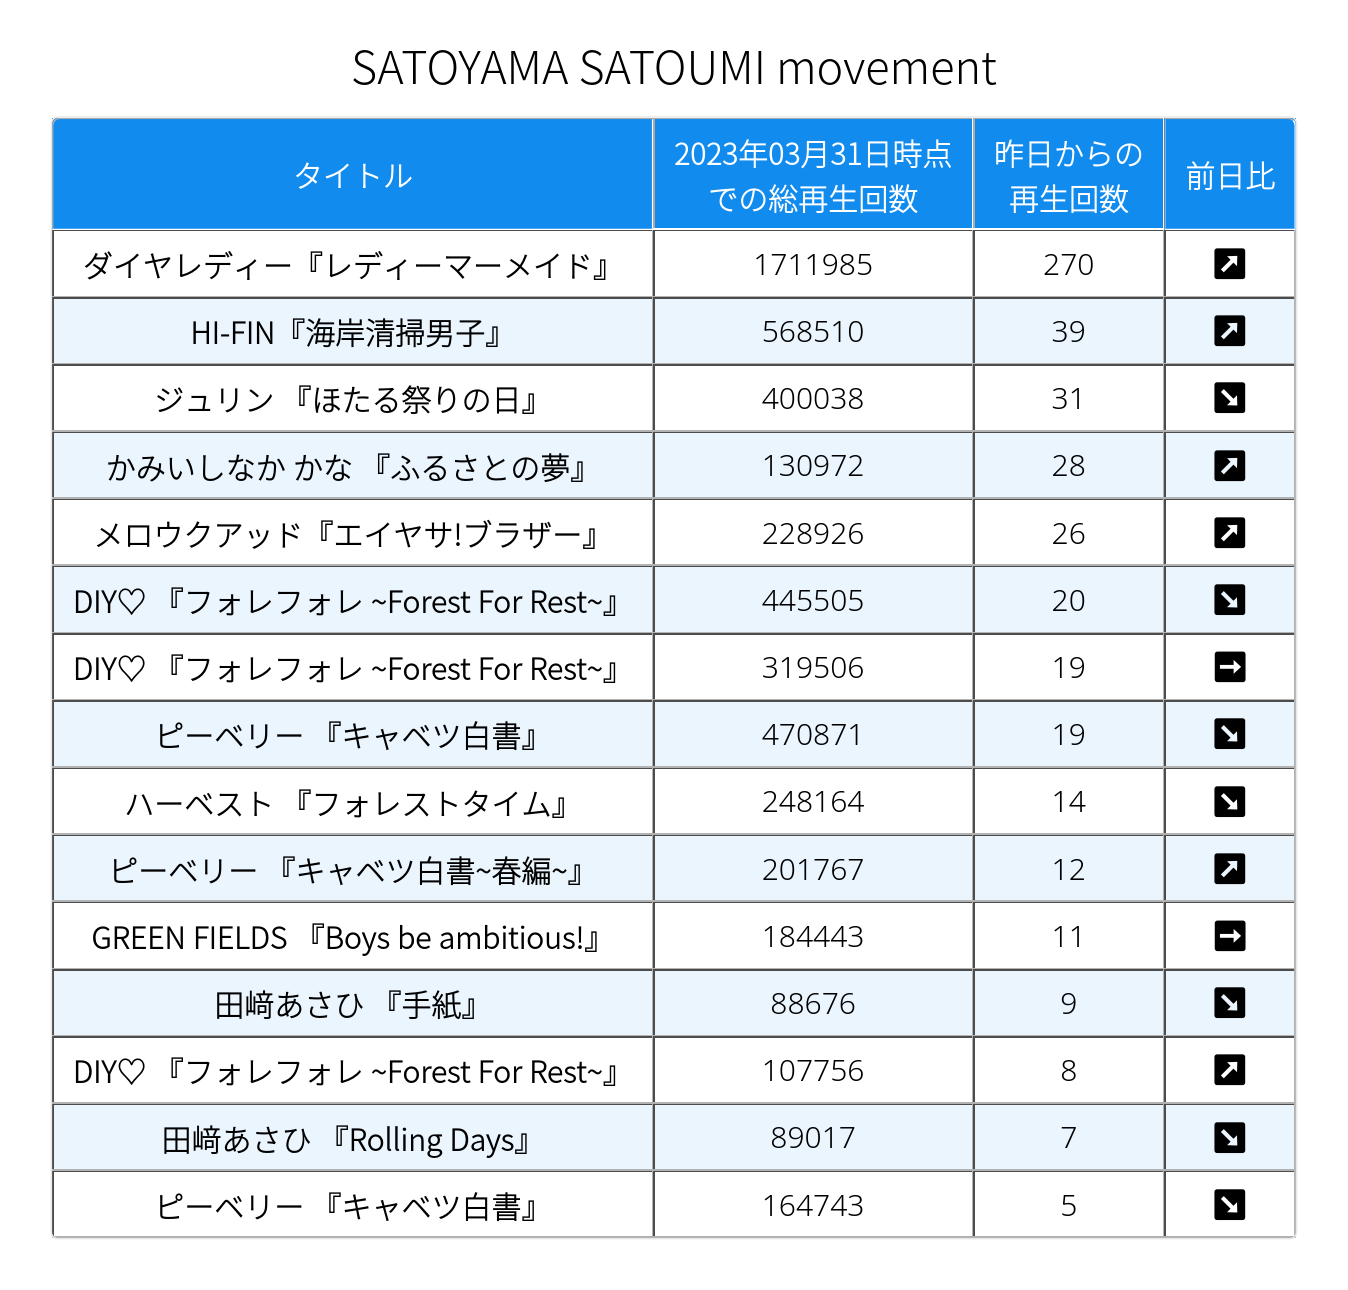 SATOYAMA SATOUMI movement
タイトル 2023年03月31日時点での総再生回数 昨日からの再生回数 前日比
ダイヤレディー『レディーマーメイド』 1711985 270 ↗
HI-FIN『海岸清掃男子』 568510 39 ↗
ジュリン 『ほたる祭りの日』 400038 31 ↘
かみいしなか かな 『ふるさとの夢』 130972 28 ↗
メロウクアッド『エイヤサ!ブラザー』 228926 26 ↗
DIY♡ 『フォレフォレ ~Forest For Rest~』 445505 20 ↘
DIY♡ 『フォレフォレ ~Forest For Rest~』 319506 19 →
ピーベリー 『キャベツ白書』 470871 19 ↘
ハーベスト 『フォレストタイム』 248164 14 ↘
ピーベリー 『キャベツ白書~春編~』 201767 12 ↗
GREEN FIELDS 『Boys be ambitious!』 184443 11 →
田﨑あさひ 『手紙』 88676 9 ↘
DIY♡ 『フォレフォレ ~Forest For Rest~』 107756 8 ↗
田﨑あさひ 『Rolling Days』 89017 7 ↘
ピーベリー 『キャベツ白書』 164743 5 ↘